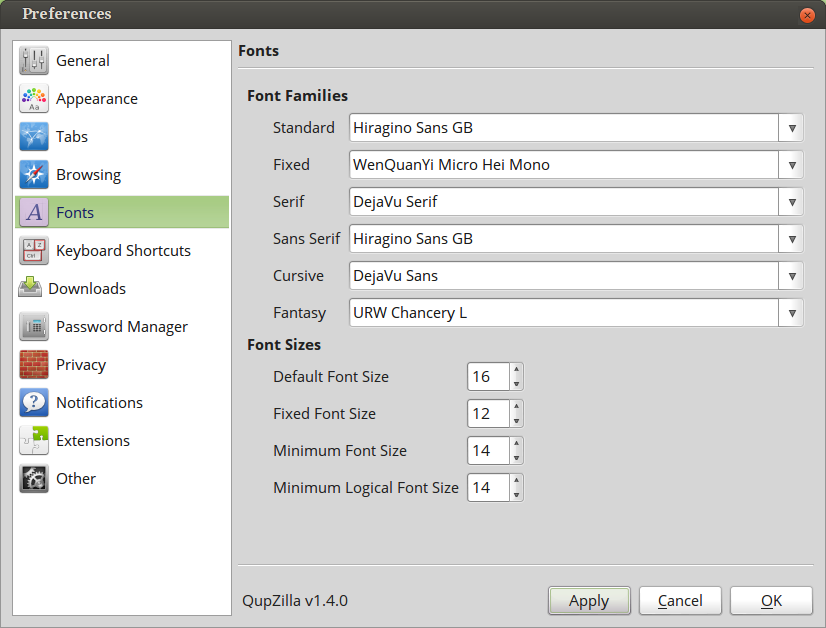 Preferences
General
Appearance
Tabs
Browsing
Fonts
Keyboard Shortcuts
Downloads
Password Manager
Privacy
Notifications
Extensions
Other
Fonts
Font Families
Standard Hiragino Sans GB
Fixed WenQuanYi Micro Hei Mono
Serif DejaVu Serif
Sans Serif Hiragino Sans GB
Cursive DejaVu Sans
Fantasy URW Chancery L
Font Sizes
Default Font Size 16
Fixed Font Size 12
Minimum Font Size 14
Minimum Logical Font Size 14
QupZilla v1.4.0 Apply Cancel OK